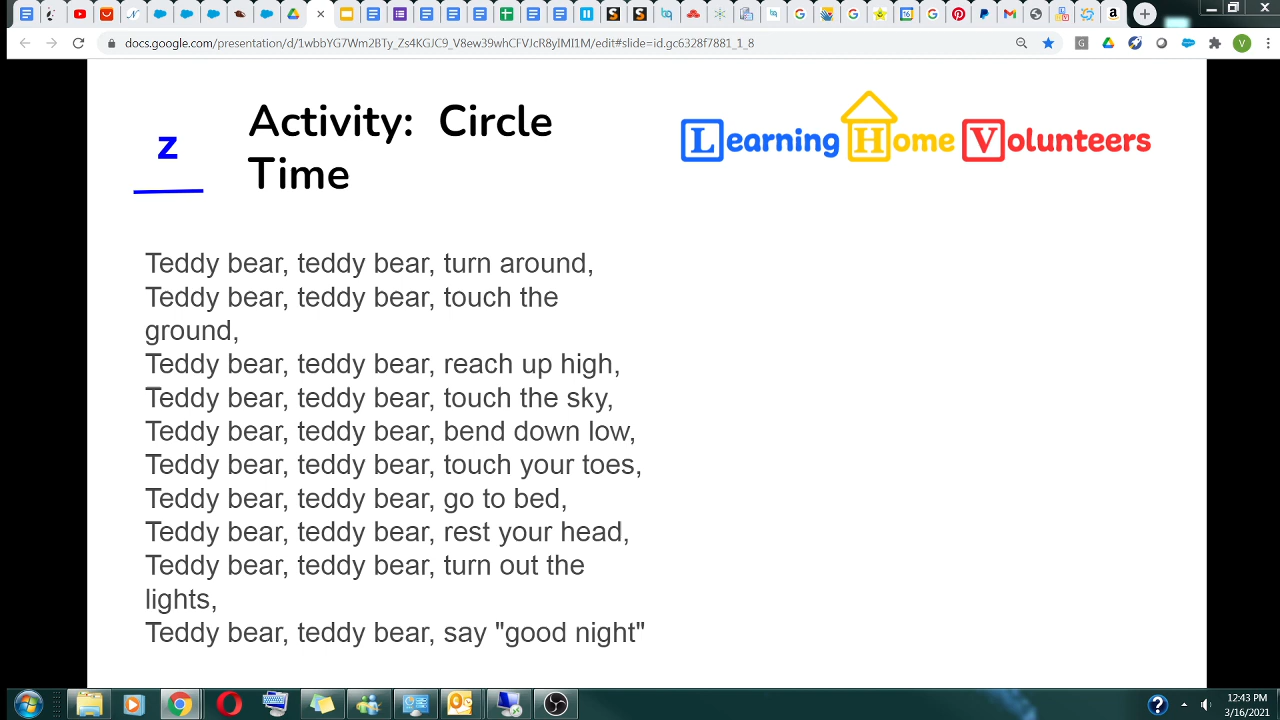 docs.google.com/presentation/d/1wbbYG7Wm2BTy_Zs4KGJC9_V8evx9whzFVJrR8yIMI1M/edit#slide=id.gc6328f7881_1_8
z
Activity: Circle
Time
Learning Home Volunteers
Teddy bear, teddy bear, turn around,
Teddy bear, teddy bear, touch the
ground,
Teddy bear, teddy bear, reach up high,
Teddy bear, teddy bear, touch the sky,
Teddy bear, teddy bear, bend down low,
Teddy bear, teddy bear, touch your toes,
Teddy bear, teddy bear, go to bed,
Teddy bear, teddy bear, rest your head,
Teddy bear, teddy bear, turn out the
lights,
Teddy bear, teddy bear, say "good night"
12:43 PM
3/16/2021